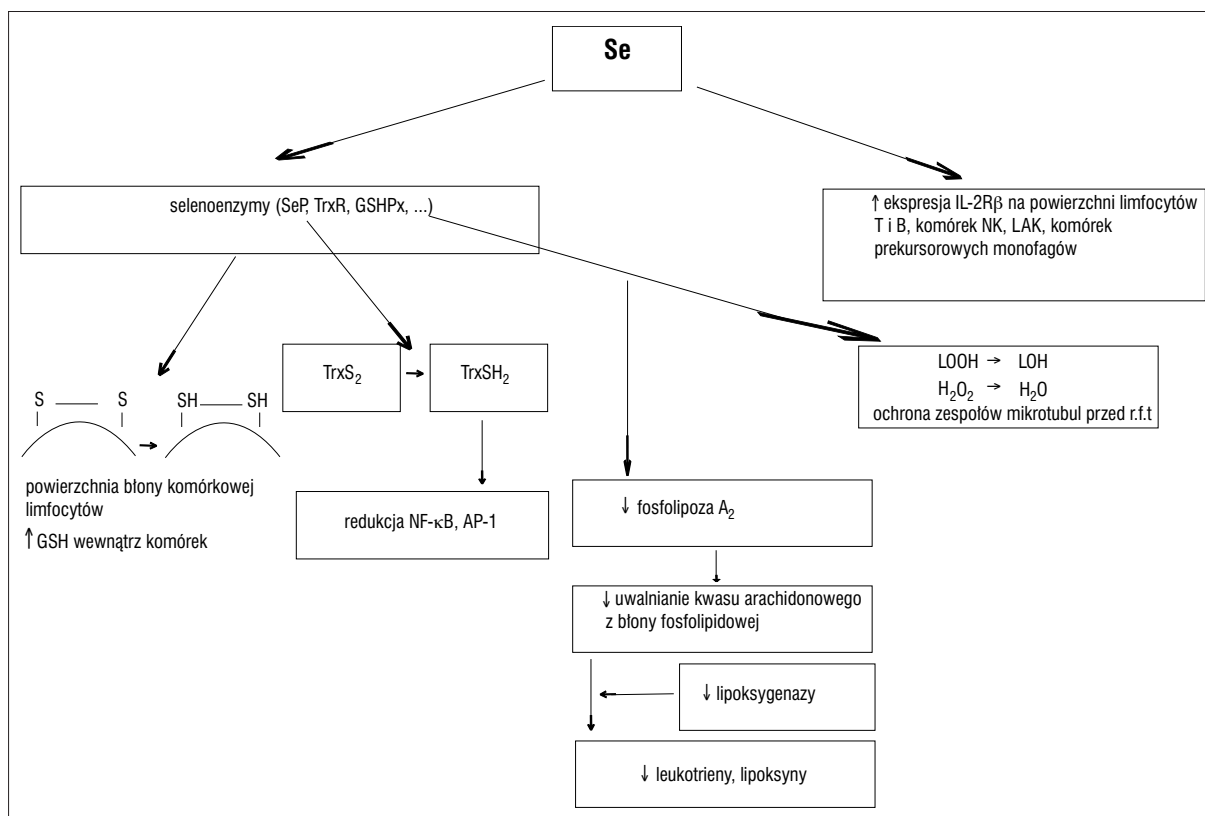 Se
selenoenzymy (SeP, TrxR, GSHPx, ...)
↑ ekspresja IL-2Rβ na powierzchni limfocytów
T i B, komórek NK, LAK, komórek
prekursorowych monofagów
S S
SH SH
TrxS₂ → TrxSH₂
LOOH → LOH
H₂O₂ → H₂O
ochrona zespołów mikrotubul przed r.f.t
powierzchnia błony komórkowej
limfocytów
↑ GSH wewnątrz komórek
redukcja NF-κB, AP-1
↓ fosfolipoza A₂
↓ uwalnianie kwasu arachidonowego
z błony fosfolipidowej
↓ lipoksygenazy
↓ leukotrieny, lipoksyny